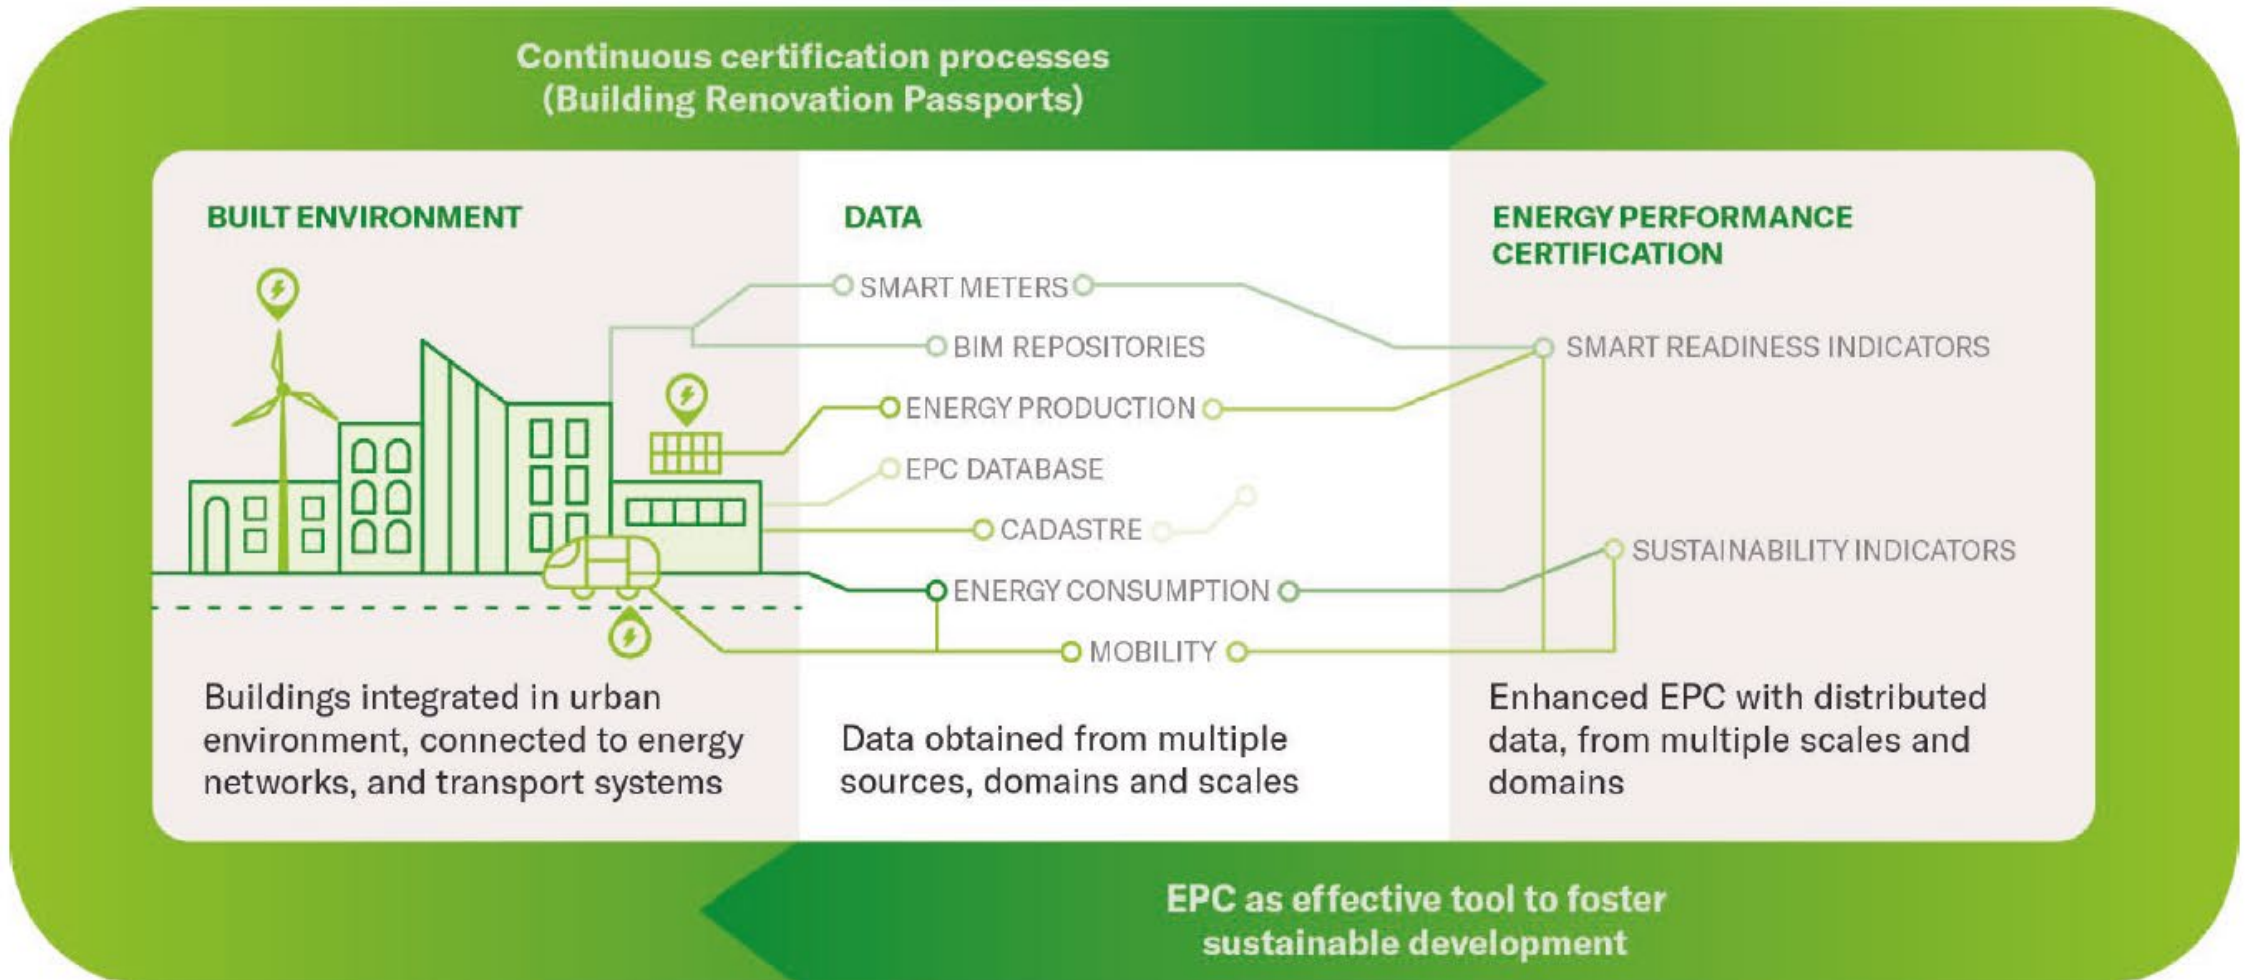 Continuous certification processes
(Building Renovation Passports)
BUILT ENVIRONMENT
Buildings integrated in urban
environment, connected to energy
networks, and transport systems
DATA
SMART METERS
BIM REPOSITORIES
ENERGY PRODUCTION
EPC DATABASE
CADASTRE
ENERGY CONSUMPTION
MOBILITY
Data obtained from multiple
sources, domains and scales
ENERGY PERFORMANCE
CERTIFICATION
SMART READINESS INDICATORS
SUSTAINABILITY INDICATORS
Enhanced EPC with distributed
data, from multiple scales and
domains
EPC as effective tool to foster
sustainable development